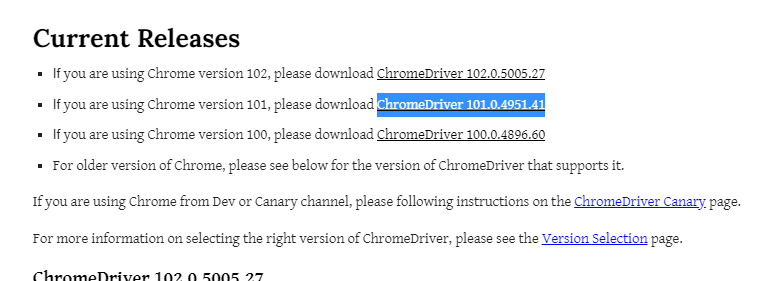 Current Releases
If you are using Chrome version 102, please download ChromeDriver 102.0.5005.27
If you are using Chrome version 101, please download ChromeDriver 101.0.4951.41
If you are using Chrome version 100, please download ChromeDriver 100.0.4896.60
For older version of Chrome, please see below for the version of ChromeDriver that supports it.
If you are using Chrome from Dev or Canary channel, please following instructions on the ChromeDriver Canary page.
For more information on selecting the right version of ChromeDriver, please see the Version Selection page.
ChromeDriver 102.0.5005.27